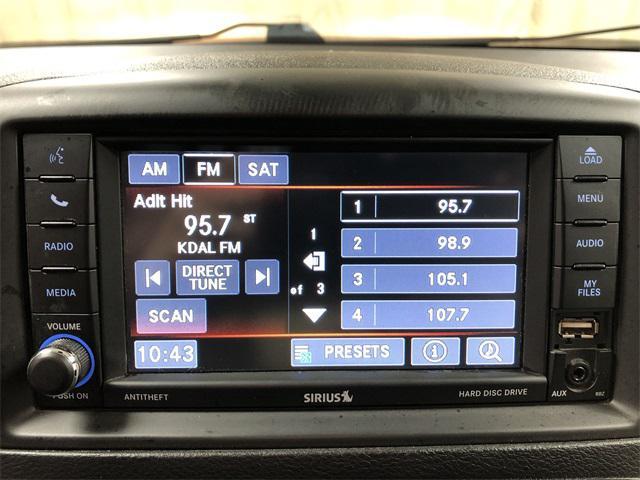 AM FM SAT
Adlt Hit
95.7 ST
KDAL FM
DIRECT
TUNE
SCAN
10:43
1
of 3
1 95.7
2 98.9
3 105.1
4 107.7
PRESETS
RADIO
MEDIA
VOLUME
PUSH ON
LOAD
MENU
AUDIO
MY
FILES
AUX
RBZ
ANTITHEFT
SIRIUS
HARD DISC DRIVE